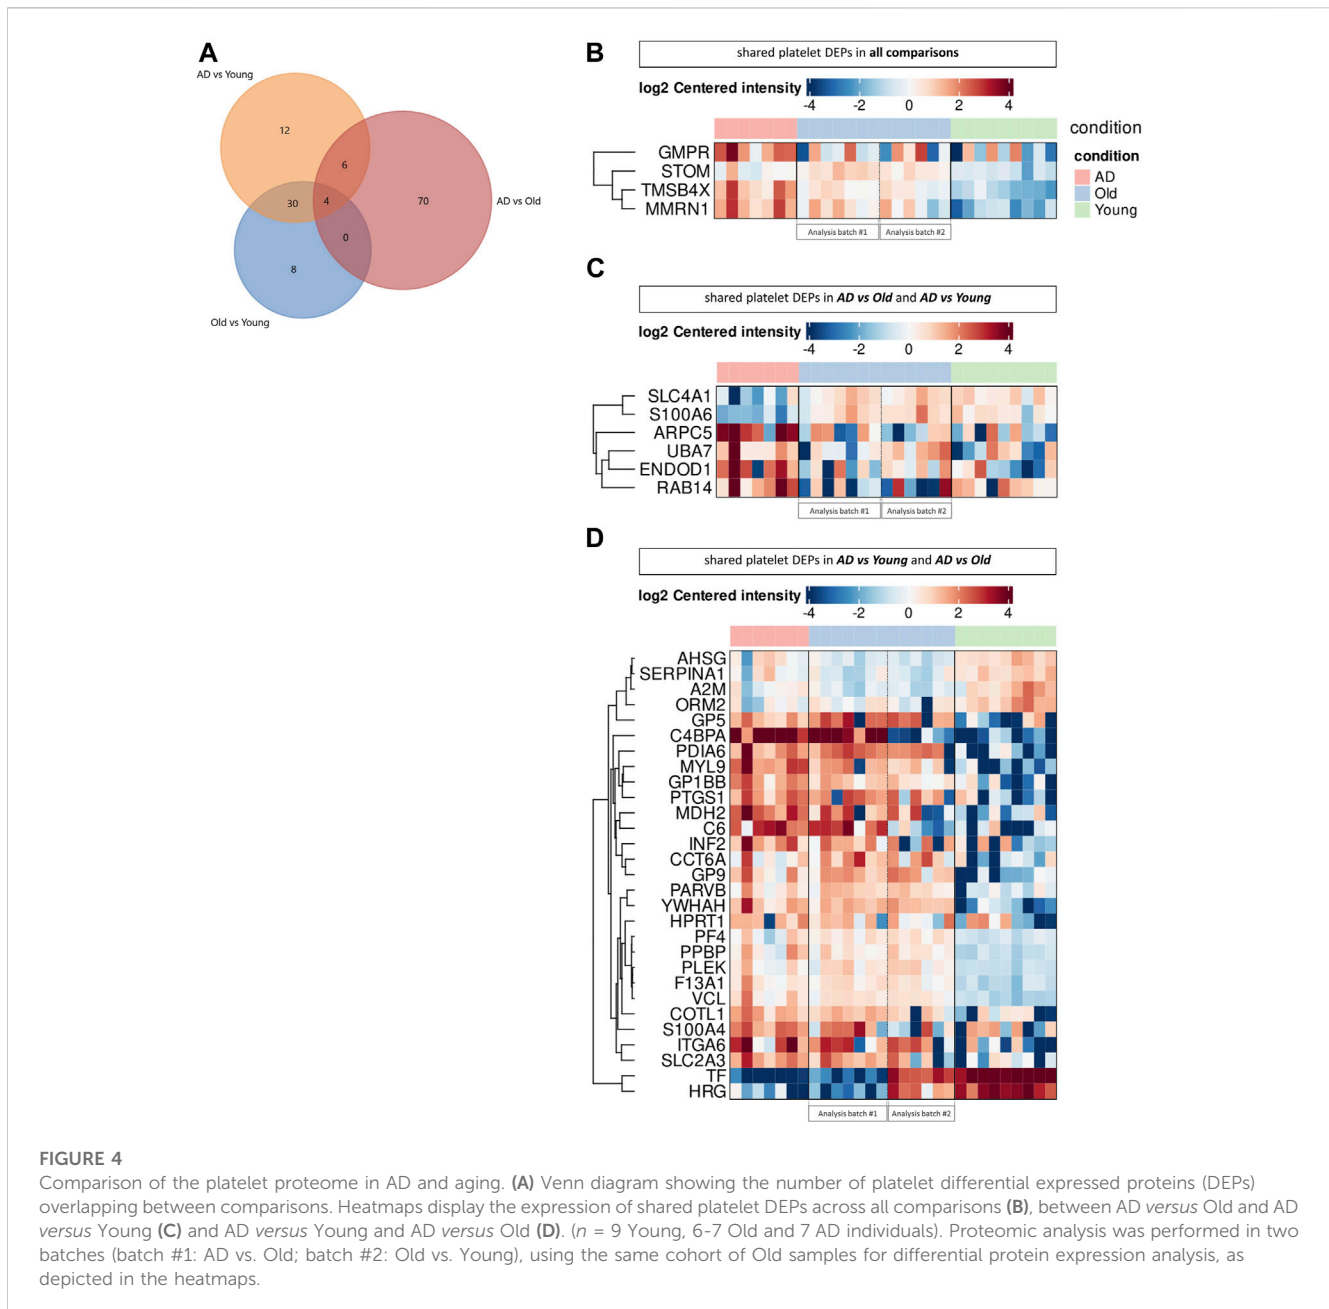 A
AD vs Young
12
6
30
4
70
AD vs Old
0
8
Old vs Young
B
shared platelet DEPs in all comparisons
log2 Centered intensity
-4 -2 0 2 4
condition
GMPR
STOM
TMSB4X
MMRN1
condition
AD
Old
Young
Analysis batch #1 Analysis batch #2
C
shared platelet DEPs in AD vs Old and AD vs Young
log2 Centered intensity
-4 -2 0 2 4
SLC4A1
S100A6
ARPC5
UBA7
ENDOD1
RAB14
Analysis batch #1 Analysis batch #2
D
shared platelet DEPs in AD vs Young and AD vs Old
log2 Centered intensity
-4 -2 0 2 4
AHSG
SERPINA1
A2M
ORM2
GP5
C4BPA
PDIA6
MYL9
GP1BB
PTGS1
MDH2
C6
INF2
CCT6A
GP9
PARVB
YWHAH
HPRT1
PF4
PPBP
PLEK
F13A1
VCL
COTL1
S100A4
ITGA6
SLC2A3
TF
HRG
Analysis batch #1 Analysis batch #2
FIGURE 4
Comparison of the platelet proteome in AD and aging. (A) Venn diagram showing the number of platelet differential expressed proteins (DEPs)
overlapping between comparisons. Heatmaps display the expression of shared platelet DEPs across all comparisons (B), between AD versus Old and AD
versus Young (C) and AD versus Young and AD versus Old (D). (n = 9 Young, 6-7 Old and 7 AD individuals). Proteomic analysis was performed in two
batches (batch #1: AD vs. Old; batch #2: Old vs. Young), using the same cohort of Old samples for differential protein expression analysis, as
depicted in the heatmaps.